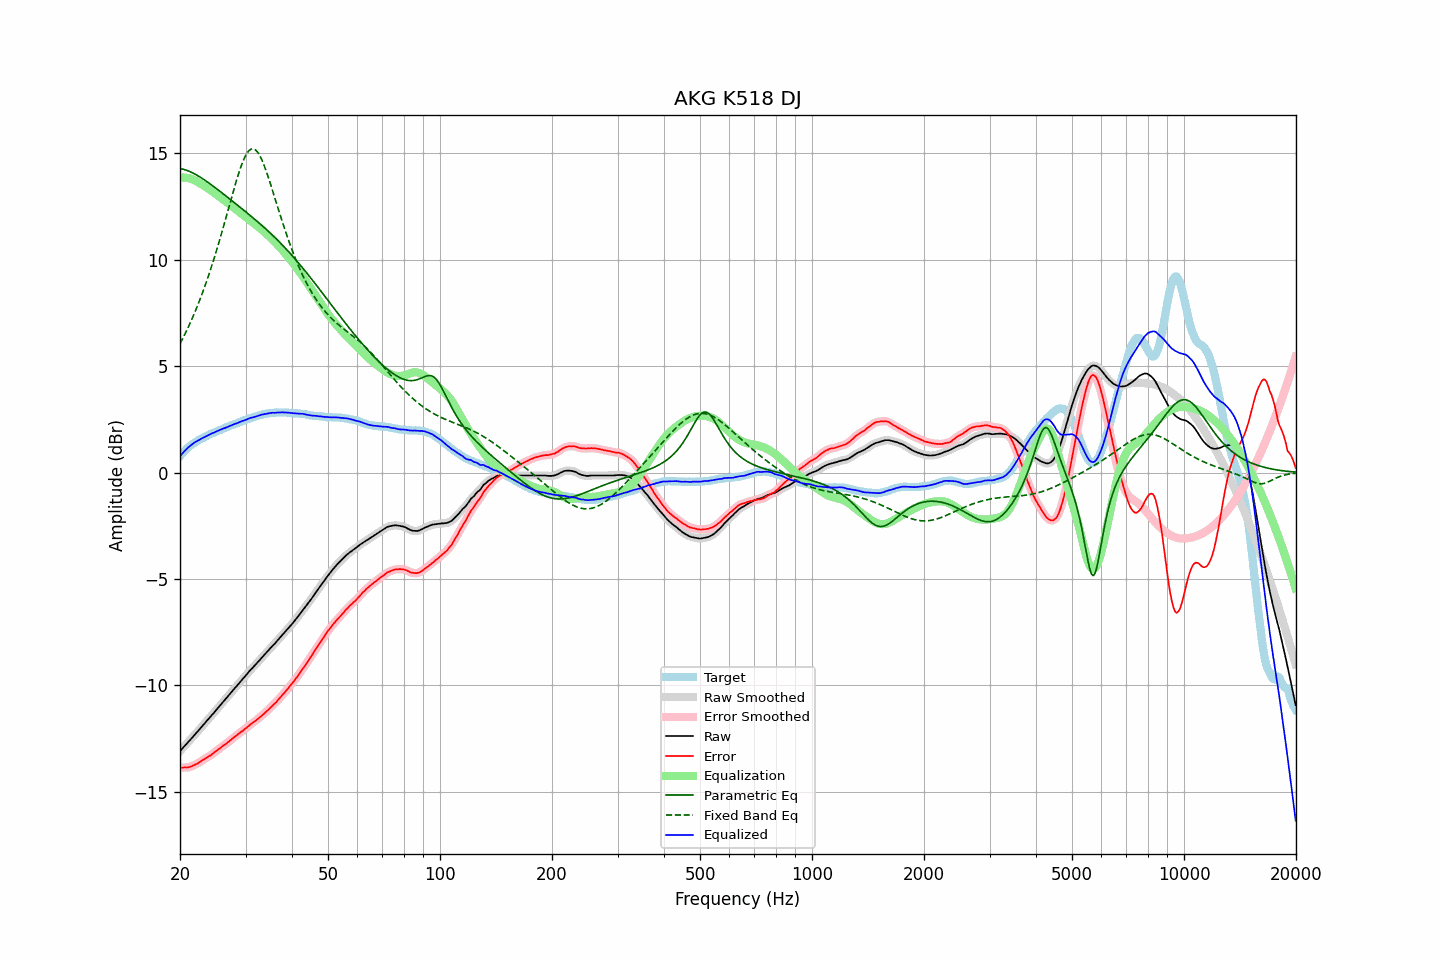 AKG K518 DJ
15
10
5
0
−5
−10
−15
Amplitude (dBr)
Target
Raw Smoothed
Error Smoothed
Raw
Error
Equalization
Parametric Eq
Fixed Band Eq
Equalized
20 50 100 200 500 1000 2000 5000 10000 20000
Frequency (Hz)